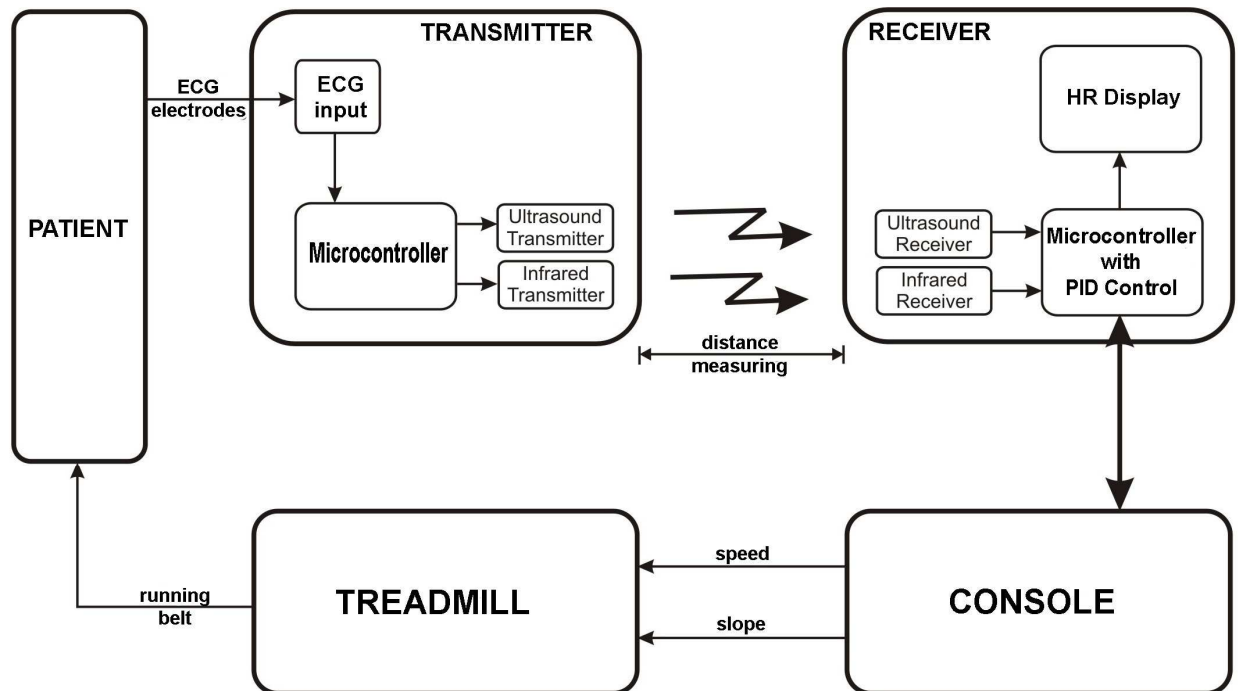 PATIENT
ECG
electrodes
TRANSMITTER
ECG
input
Microcontroller
Ultrasound
Transmitter
Infrared
Transmitter
distance
measuring
RECEIVER
HR Display
Ultrasound
Receiver
Infrared
Receiver
Microcontroller
with
PID Control
CONSOLE
speed
slope
TREADMILL
running
belt